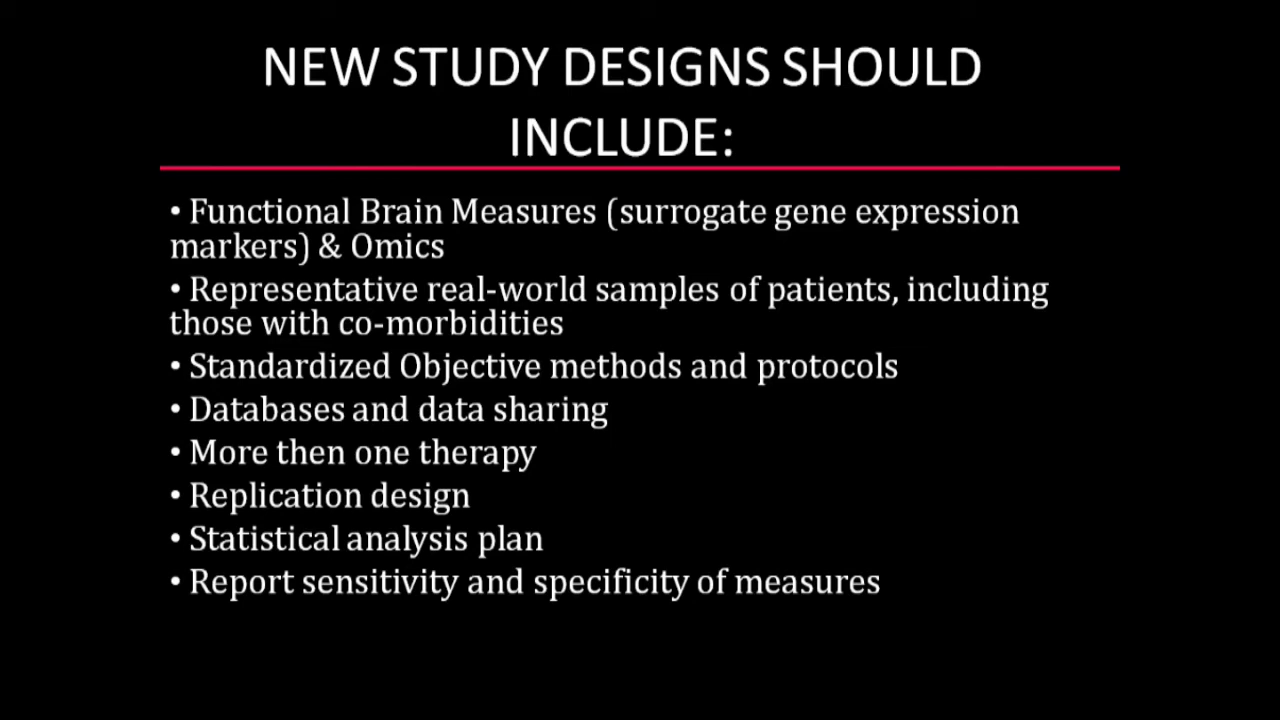 NEW STUDY DESIGNS SHOULD
INCLUDE:
• Functional Brain Measures (surrogate gene expression
markers) & Omics
• Representative real-world samples of patients, including
those with co-morbidities
• Standardized Objective methods and protocols
• Databases and data sharing
• More then one therapy
• Replication design
• Statistical analysis plan
• Report sensitivity and specificity of measures